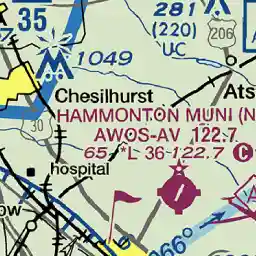 35
281
(220)
UC
206
1049
Chesilhurst
Ats
30
HAMMONTON MUNI (N
AWOS-AV 122.7
65 *L 36 122.7 C
hospital
ow
066°